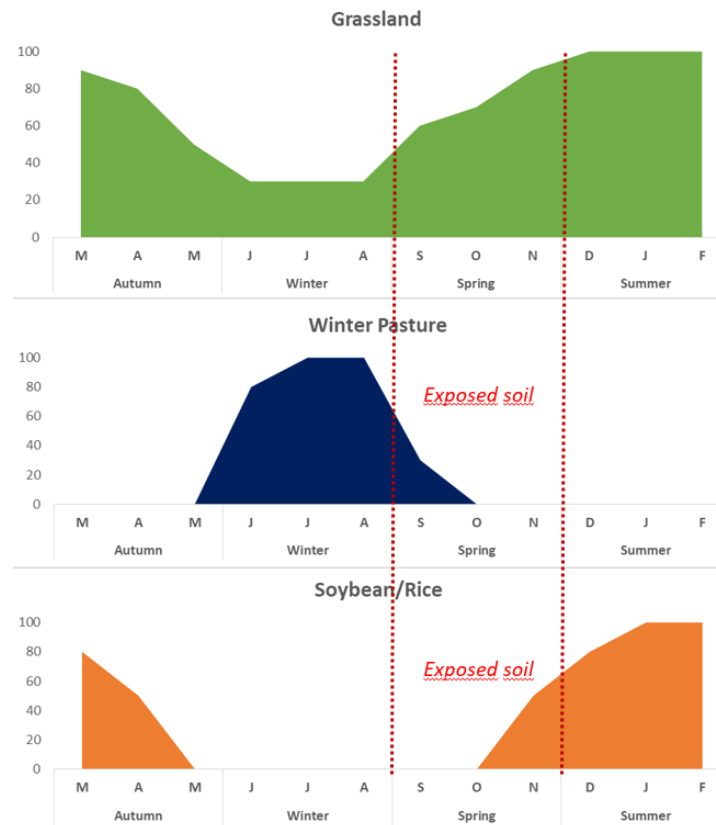 Grassland
100
80
60
40
20
0
M A M J J A S O N D J F
Autumn Winter Spring Summer
Winter Pasture
100
80
60
40
20
0
Exposed soil
M A M J J A S O N D J F
Autumn Winter Spring Summer
Soybean/Rice
100
80
60
40
20
0
Exposed soil
M A M J J A S O N D J F
Autumn Winter Spring Summer